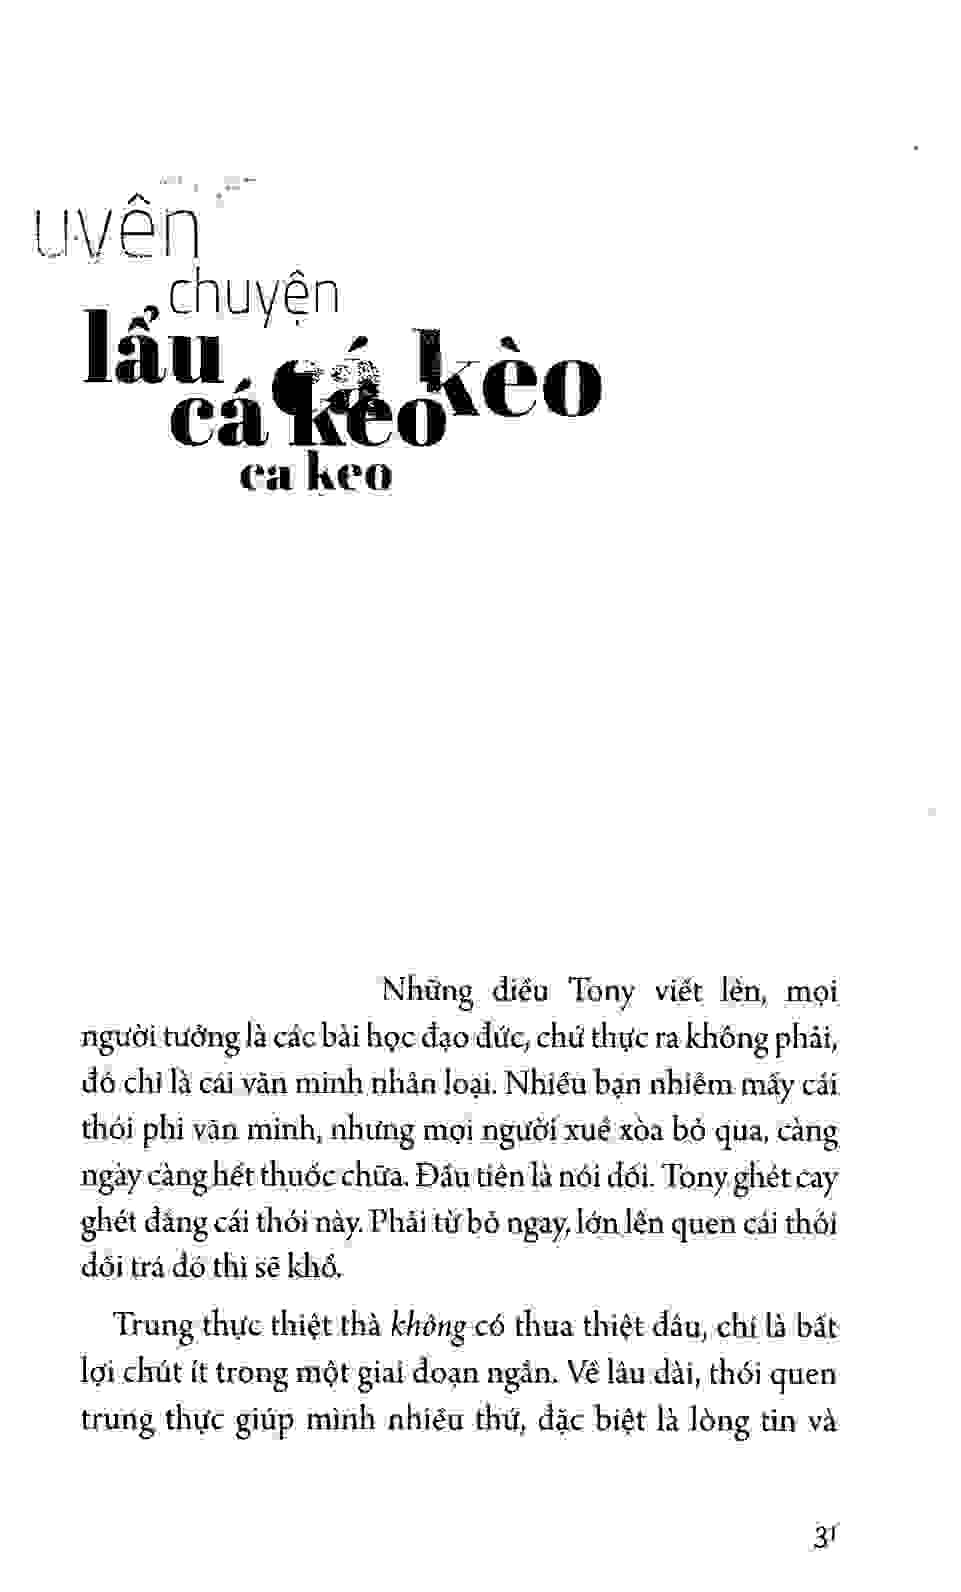 uyên
chuyện
lẩu cá kèo
cá kèo
ca keo
Những điều Tony viết lên, mọi
người tưởng là các bài học đạo đức, chứ thực ra không phải,
đó chỉ là cái văn minh nhân loại. Nhiều bạn nhiễm mấy cái
thói phi văn minh, nhưng mọi người xuề xòa bỏ qua, càng
ngày càng hết thuốc chữa. Đầu tiên là nói dối. Tony ghét cay
ghét đắng cái thói này. Phải từ bỏ ngay, lớn lên quen cái thói
dối trá đó thì sẽ khổ.
Trung thực thiệt thà không có thua thiệt đâu, chỉ là bất
lợi chút ít trong một giai đoạn ngắn. Về lâu dài, thói quen
trung thực giúp mình nhiều thứ, đặc biệt là lòng tin và
31